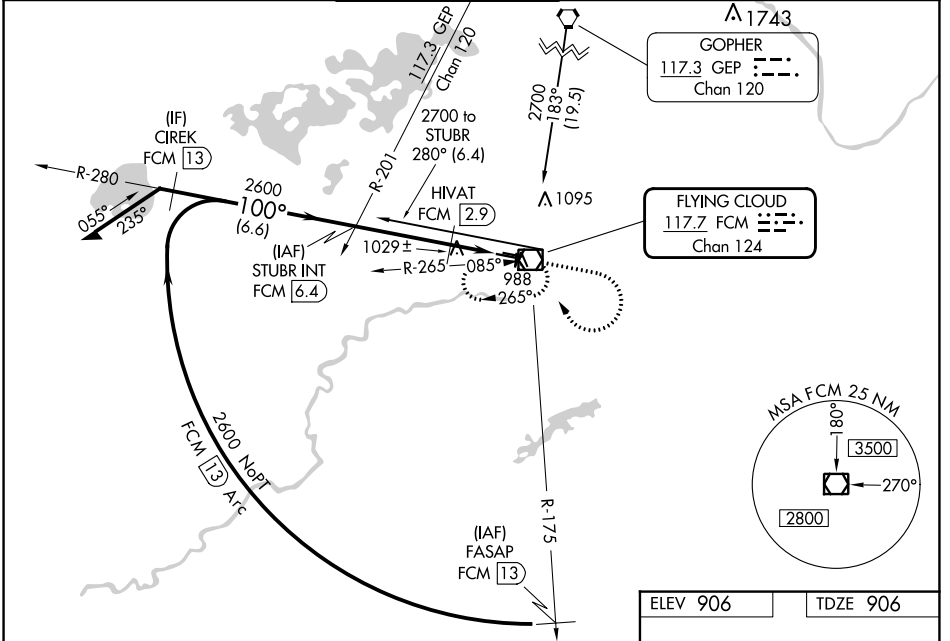 1743
GOPHER
117.3 GEP
Chan 120
117.3 GEP
Chan 120
2700
183°
(19.5)
(IF)
CIREK
FCM 13
2700 to
STUBR
280° (6.4)
R-280
R-201
2600
100°
(6.6)
HIVAT
FCM 2.9
1095
055°
235°
FLYING CLOUD
117.7 FCM
Chan 124
(IAF)
STUBR INT
FCM 6.4
1029 ±
R-265
085°
988
265°
2600 NoPT
FCM 13 Arc
R-175
(IAF)
FASAP
FCM 13
MSA FCM 25 NM
180°
3500
270°
2800
ELEV 906
TDZE 906